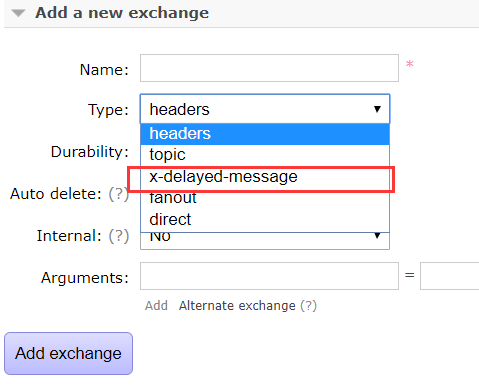 Add a new exchange
Name: *
Type: headers
headers
Durability: topic
x-delayed-message
Auto delete: (?) fanout
direct
Internal: (?) No
Arguments: =
Add Alternate exchange (?)
Add exchange